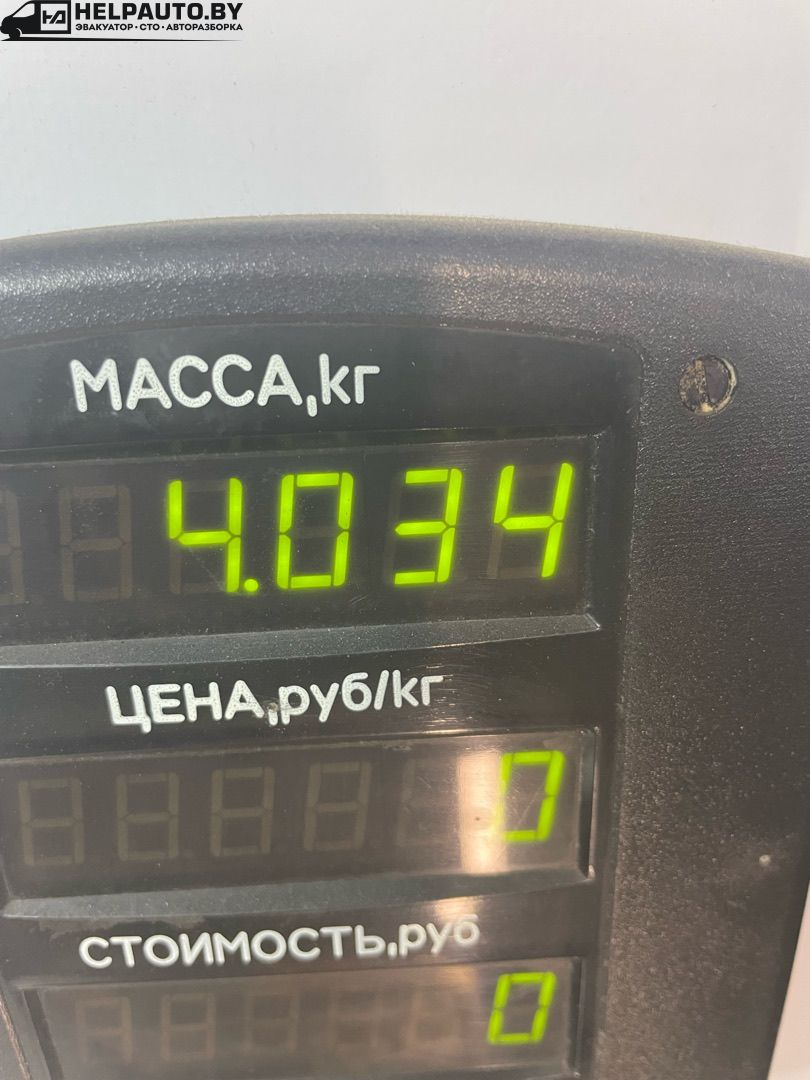 HELPAUTO.BY
ЭВАКУАТОР•СТО•АВТОРАЗБОРКА
МАССА,кг
4.034
ЦЕНА,руб/кг
0
СТОИМОСТЬ,руб
0